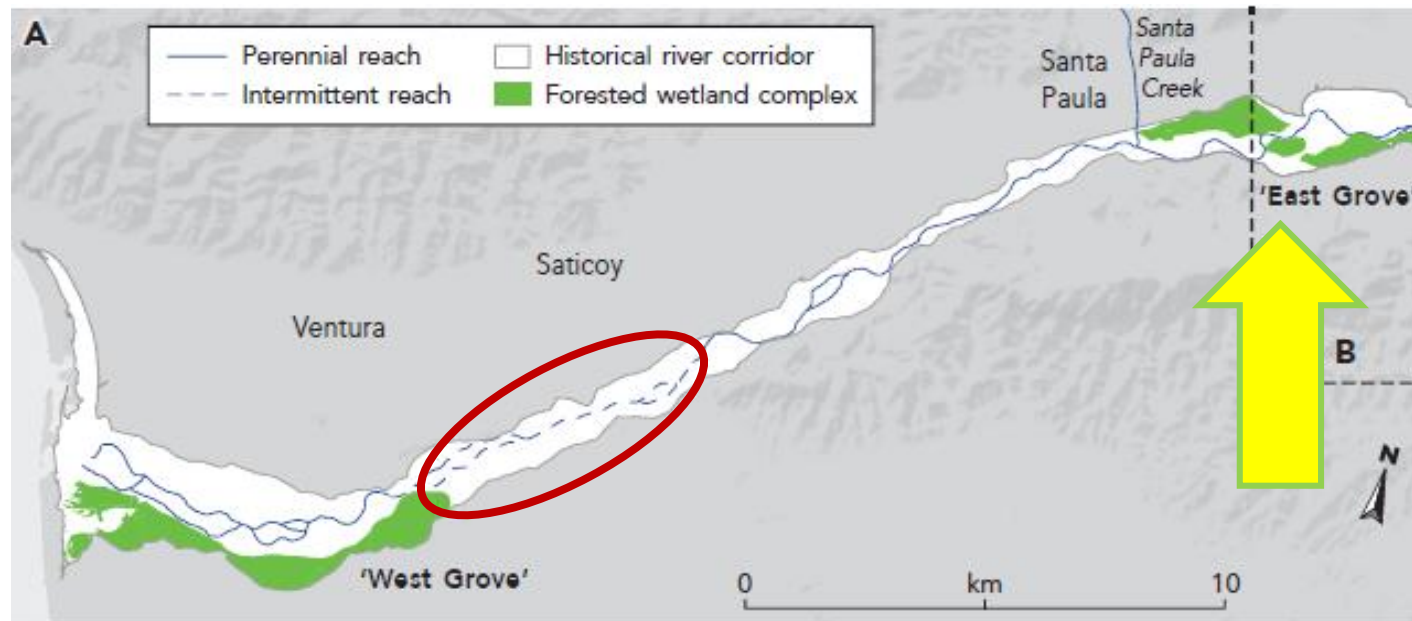 A
Perennial reach
Intermittent reach
Historical river corridor
Forested wetland complex
Santa
Paula
Santa
Paula
Creek
'East Grove'
Saticoy
Ventura
B
N
'West Grove'
0 km 10